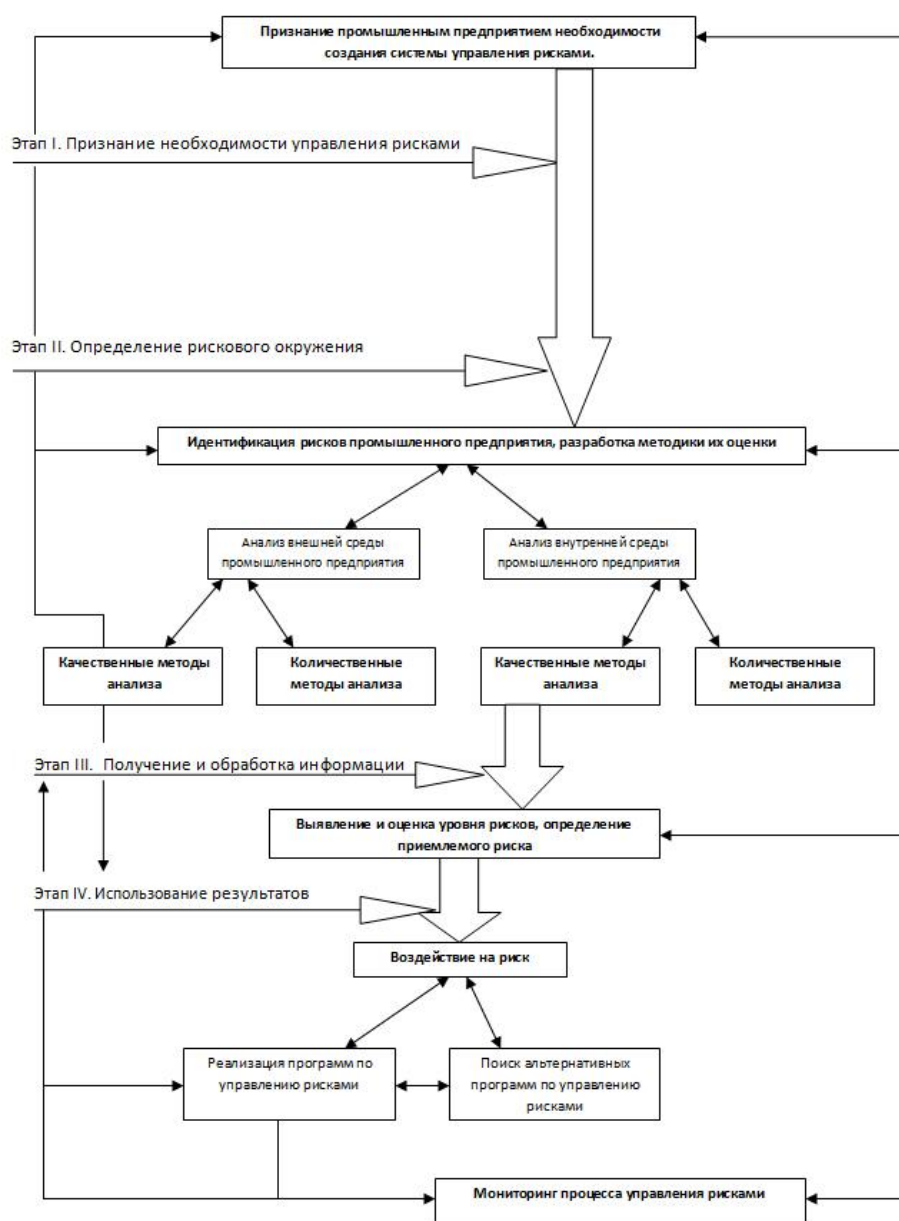 Признание промышленным предприятием необходимости
создания системы управления рисками.
Этап I. Признание необходимости управления рисками
Этап II. Определение рискового окружения
Идентификация рисков промышленного предприятия, разработка методики их оценки
Анализ внешней среды
промышленного предприятия
Анализ внутренней среды
промышленного предприятия
Качественные методы
анализа
Количественные
методы анализа
Качественные методы
анализа
Количественные
методы анализа
Этап III. Получение и обработка информации
Выявление и оценка уровня рисков, определение
приемлемого риска
Этап IV. Использование результатов
Воздействие на риск
Реализация программ по
управлению рисками
Поиск альтернативных
программ по управлению
рисками
Мониторинг процесса управления рисками